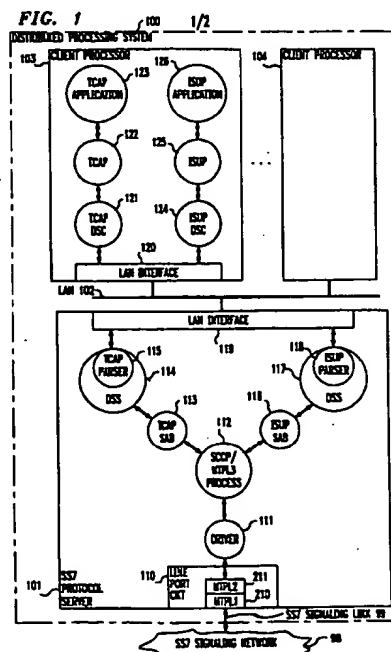 FIG. 1
1/2
DISTRIBUTED PROCESSING SYSTEM
100
103
CLIENT PROCESSOR
104
CLIENT PROCESSOR
TCAP
APPLICATION
123
126
ISUP
APPLICATION
122
TCAP
125
ISUP
...
121
TCAP
DSC
124
ISUP
DSC
120
LAN INTERFACE
LAN 102
LAN INTERFACE
119
TCAP
PARSER
115
114
DSS
118
ISUP
PARSER
117
DSS
113
TCAP
SAB
112
116
ISUP
SAB
SCCP/
MTPL3
PROCESS
DRIVER
111
110
LINE
PORT
CKT
211
MTPL2
MTPL1
210
101
SS7
PROTOCOL
SERVER
SS7 SIGNALING LINK 99
SS7 SIGNALING NETWORK
98